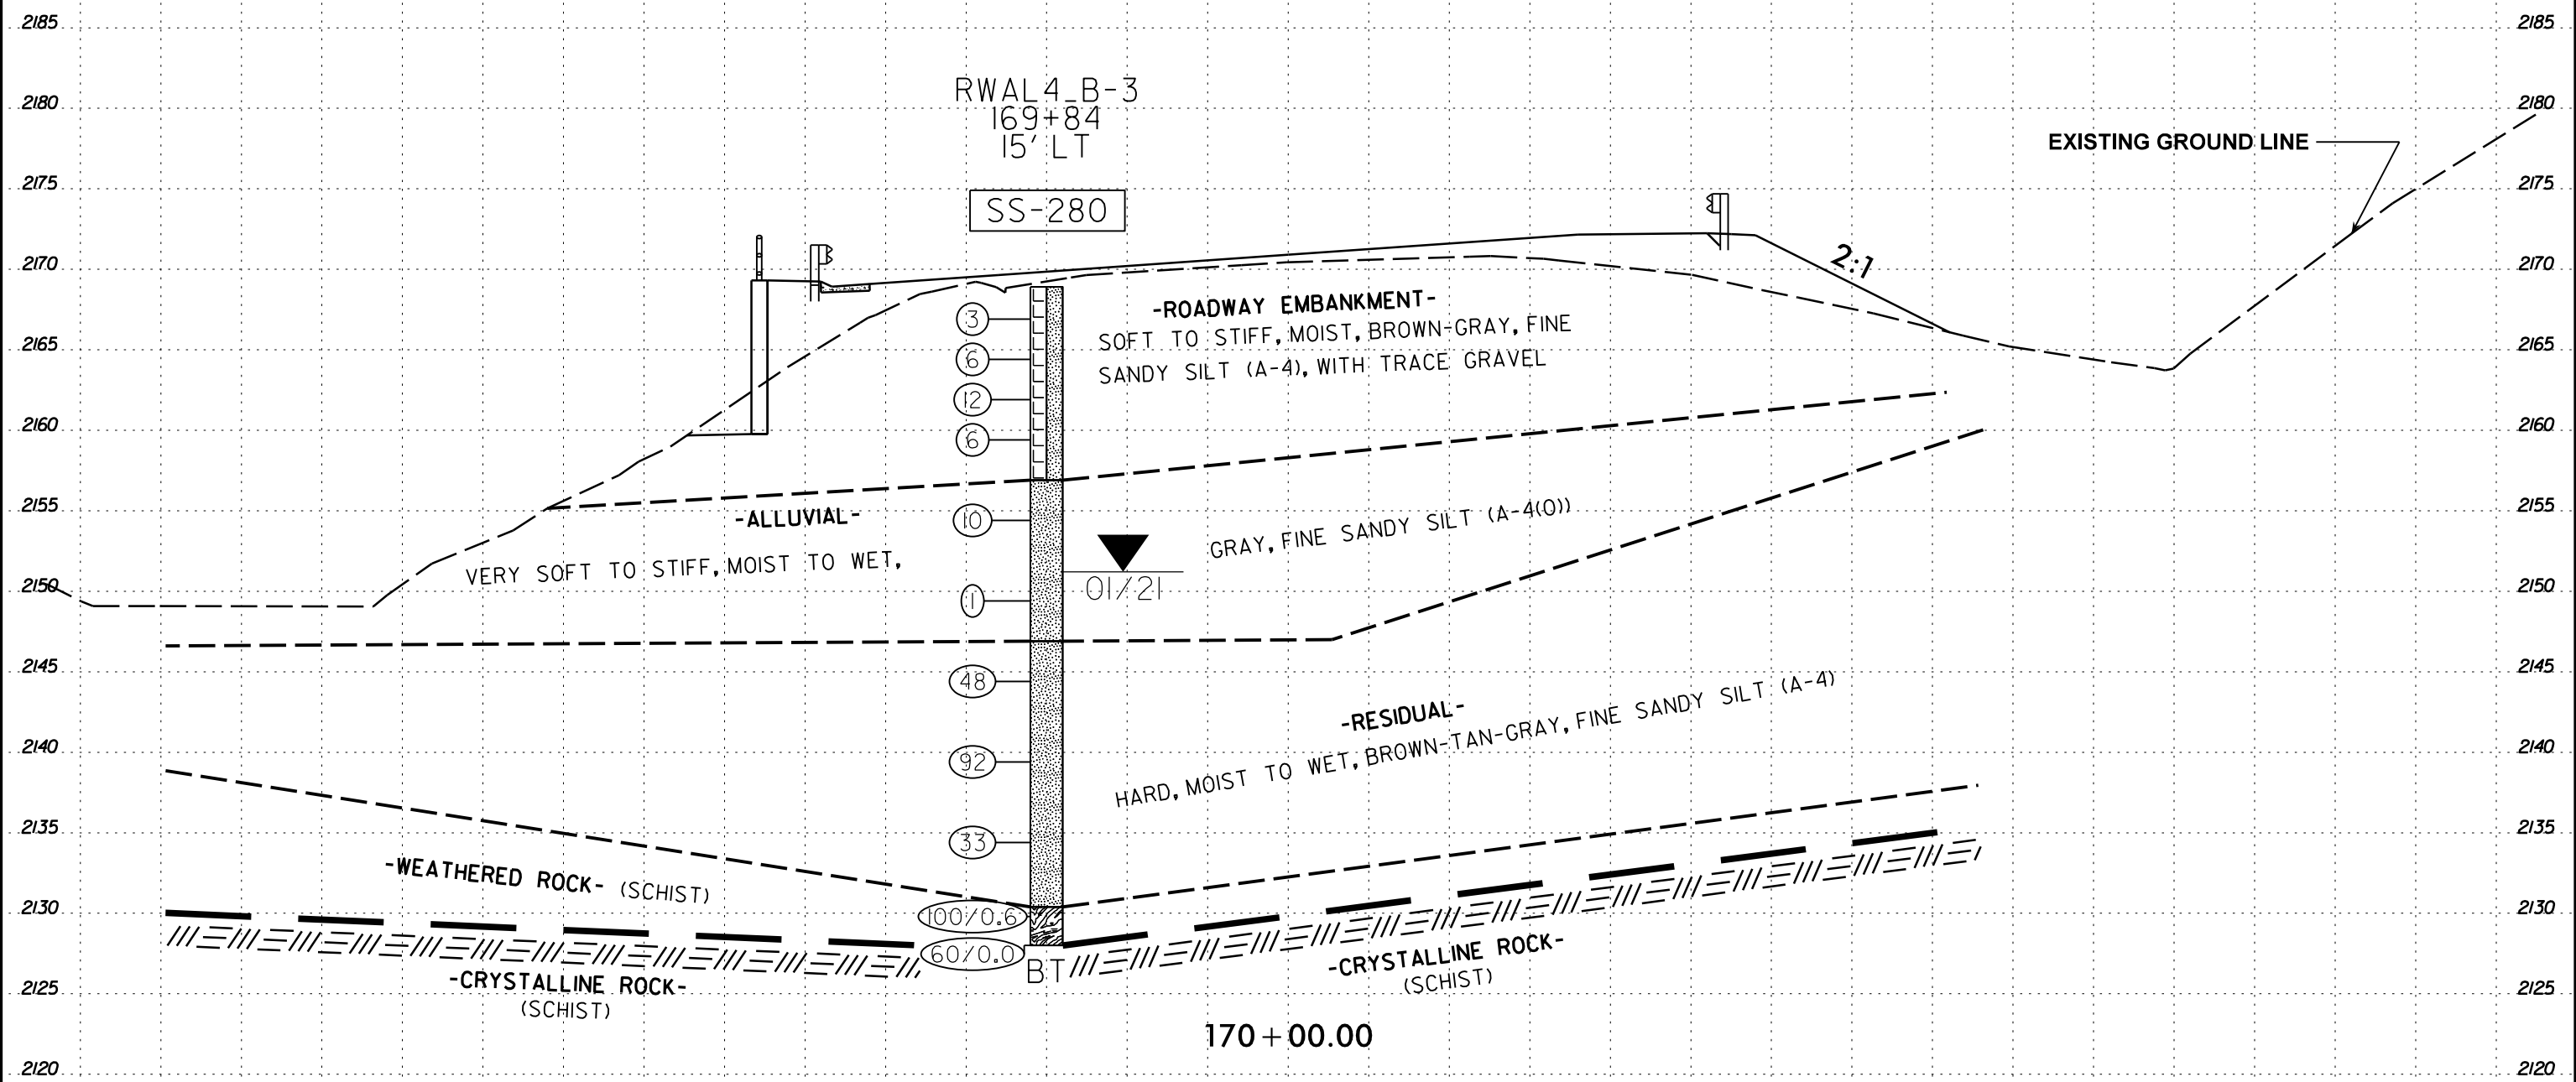 2185 2185
RWAL4_B-3
2180 2180
169+84
EXISTING GROUND LINE
15' LT
2175 2175
SS-280
2170 2170
2:1
-ROADWAY EMBANKMENT-
3
SOFT TO STIFF, MOIST, BROWN-GRAY, FINE
2165 2165
6
SANDY SILT (A-4), WITH TRACE GRAVEL
12
2160 2160
6
2155 2155
-ALLUVIAL-
10
VERY SOFT TO STIFF, MOIST TO WET,
GRAY, FINE SANDY SILT (A-4(0))
2150 2150
01/21
1
2145 2145
48
-RESIDUAL-
HARD, MOIST TO WET, BROWN-TAN-GRAY, FINE SANDY SILT (A-4)
2140 2140
92
2135 2135
33
-WEATHERED ROCK- (SCHIST)
2130 2130
100/0.6
60/0.0
BT
-CRYSTALLINE ROCK-
(SCHIST)
-CRYSTALLINE ROCK-
(SCHIST)
2125 2125
170+00.00
2120 2120